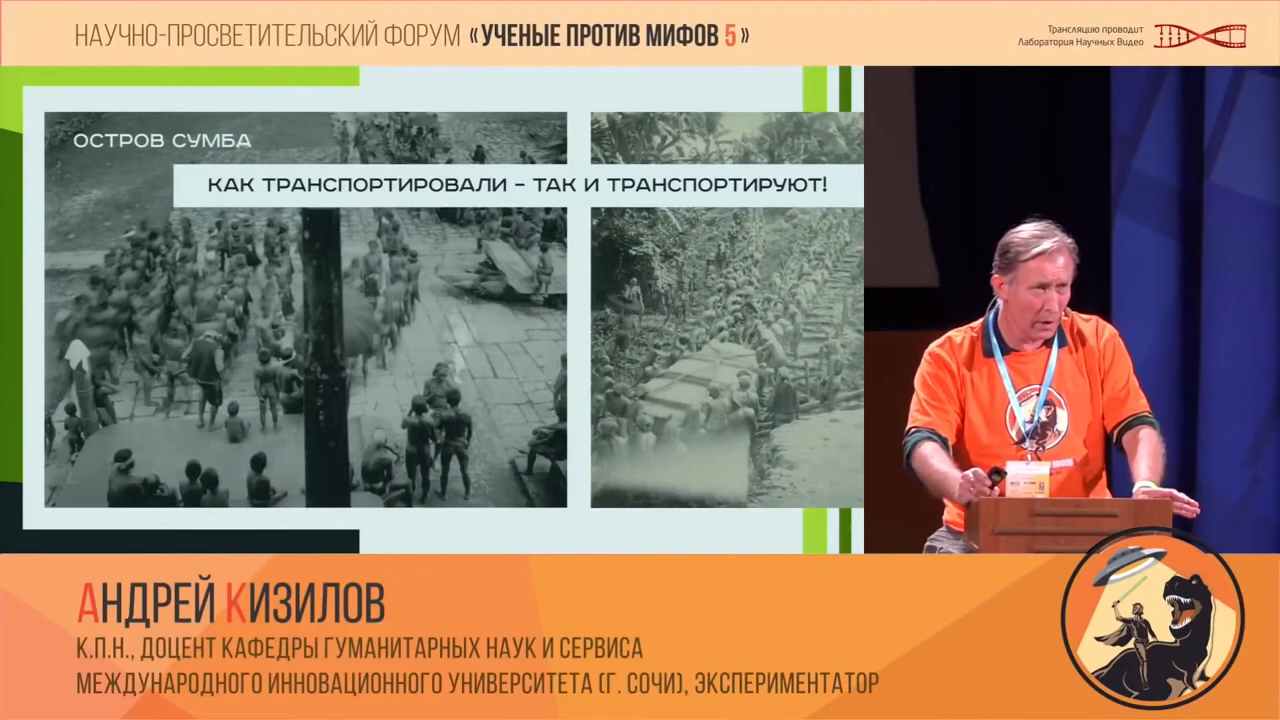 НАУЧНО-ПРОСВЕТИТЕЛЬСКИЙ ФОРУМ «УЧЕНЫЕ ПРОТИВ МИФОВ 5»
Трансляцию проводит
Лаборатория Научных Видео
ОСТРОВ СУМБА
КАК ТРАНСПОРТИРОВАЛИ – ТАК И ТРАНСПОРТИРУЮТ!
АНДРЕЙ КИЗИЛОВ
К.П.Н., ДОЦЕНТ КАФЕДРЫ ГУМАНИТАРНЫХ НАУК И СЕРВИСА
МЕЖДУНАРОДНОГО ИННОВАЦИОННОГО УНИВЕРСИТЕТА (Г. СОЧИ), ЭКСПЕРИМЕНТАТОР